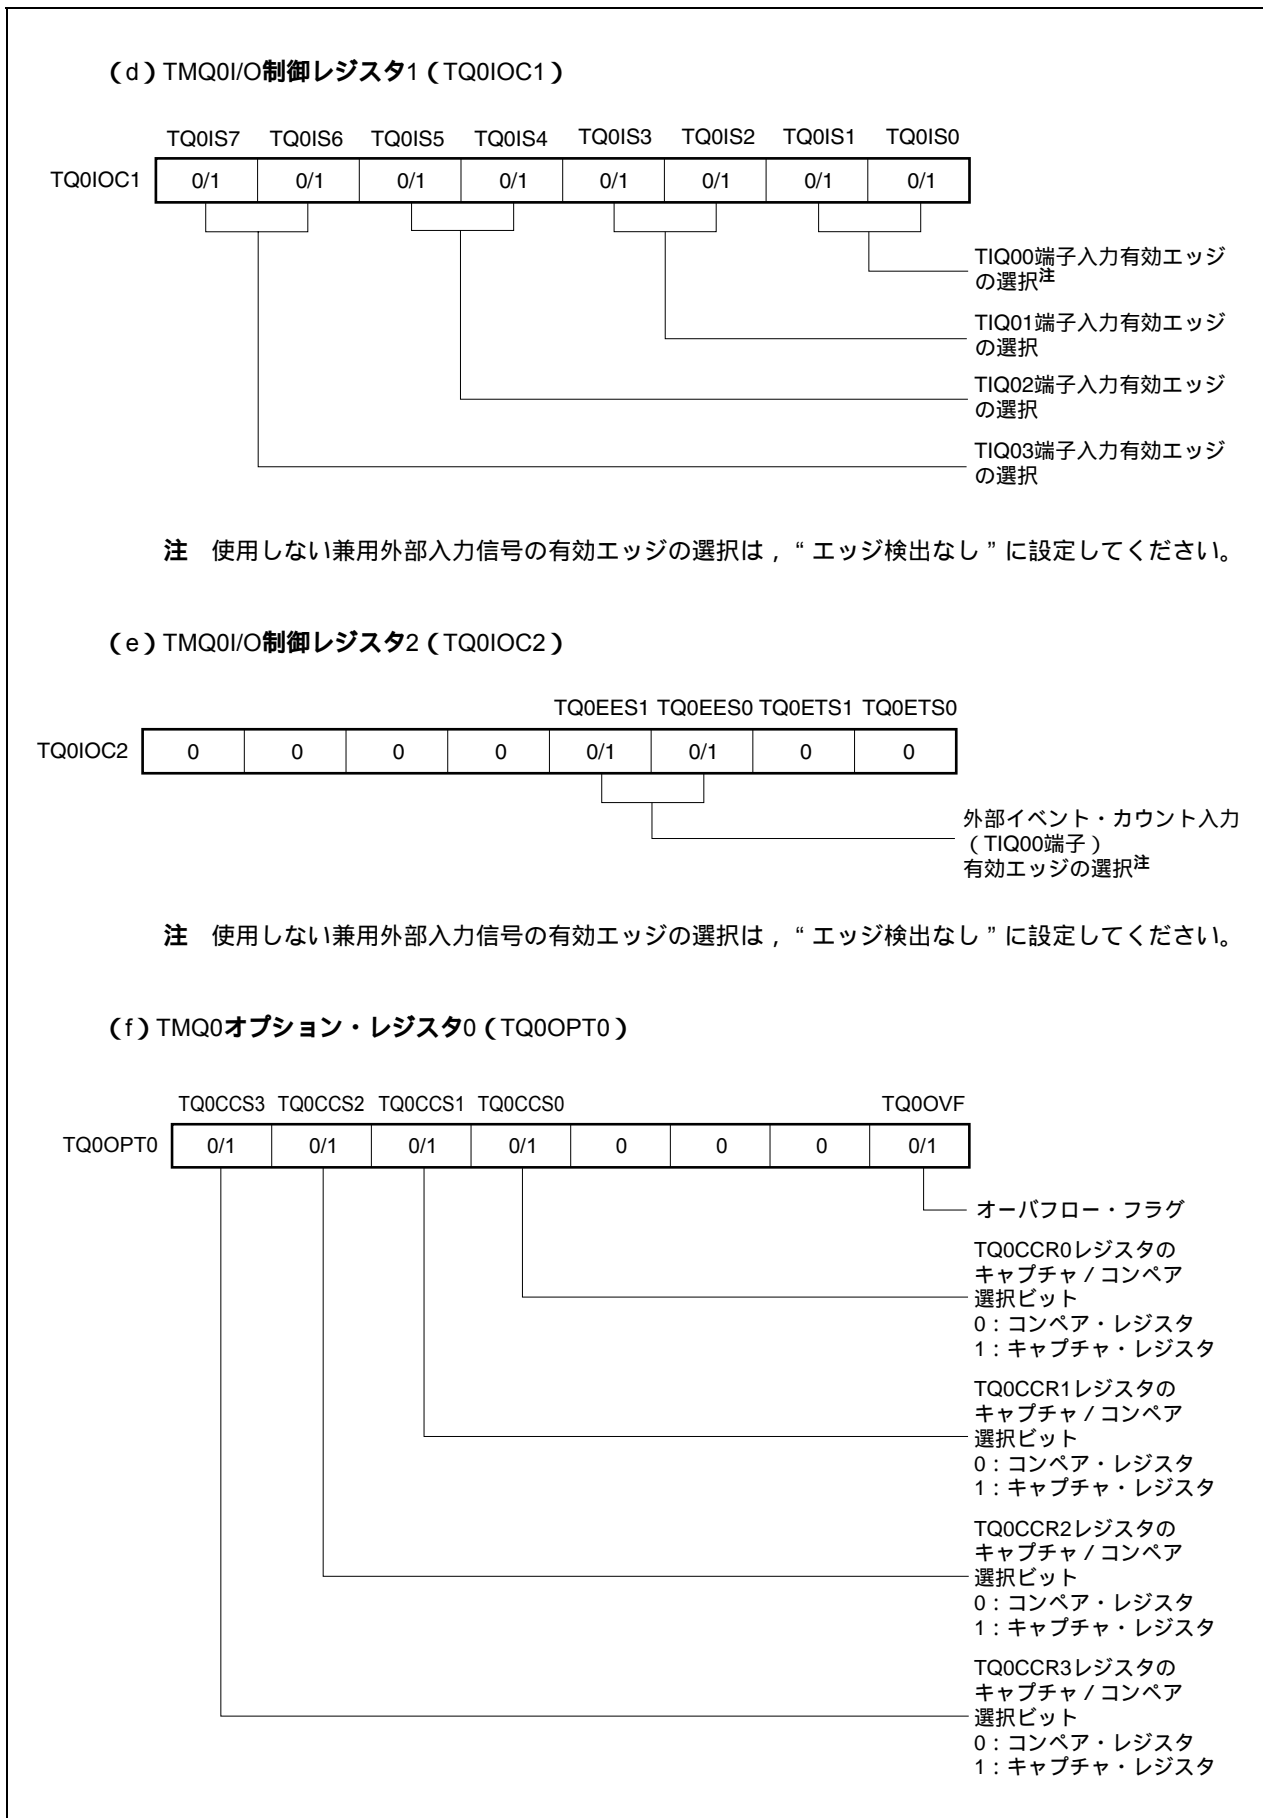 (d) TMQ0I/O制御レジスタ1 (TQ0IOC1)
TQ0IS7 TQ0IS6 TQ0IS5 TQ0IS4 TQ0IS3 TQ0IS2 TQ0IS1 TQ0IS0
TQ0IOC1 0/1 0/1 0/1 0/1 0/1 0/1 0/1 0/1
TIQ00端子入力有効エッジ
の選択注
TIQ01端子入力有効エッジ
の選択
TIQ02端子入力有効エッジ
の選択
TIQ03端子入力有効エッジ
の選択
注 使用しない兼用外部入力信号の有効エッジの選択は，“エッジ検出なし”に設定してください。
(e) TMQ0I/O制御レジスタ2 (TQ0IOC2)
TQ0EES1 TQ0EES0 TQ0ETS1 TQ0ETS0
TQ0IOC2 0 0 0 0 0/1 0/1 0 0
外部イベント・カウント入力
(TIQ00端子)
有効エッジの選択注
注 使用しない兼用外部入力信号の有効エッジの選択は，“エッジ検出なし”に設定してください。
(f) TMQ0オプション・レジスタ0 (TQ0OPT0)
TQ0CCS3 TQ0CCS2 TQ0CCS1 TQ0CCS0 TQ0OVF
TQ0OPT0 0/1 0/1 0/1 0/1 0 0 0 0/1
オーバフロー・フラグ
TQ0CCR0レジスタの
キャプチャ／コンペア
選択ビット
0：コンペア・レジスタ
1：キャプチャ・レジスタ
TQ0CCR1レジスタの
キャプチャ／コンペア
選択ビット
0：コンペア・レジスタ
1：キャプチャ・レジスタ
TQ0CCR2レジスタの
キャプチャ／コンペア
選択ビット
0：コンペア・レジスタ
1：キャプチャ・レジスタ
TQ0CCR3レジスタの
キャプチャ／コンペア
選択ビット
0：コンペア・レジスタ
1：キャプチャ・レジスタ